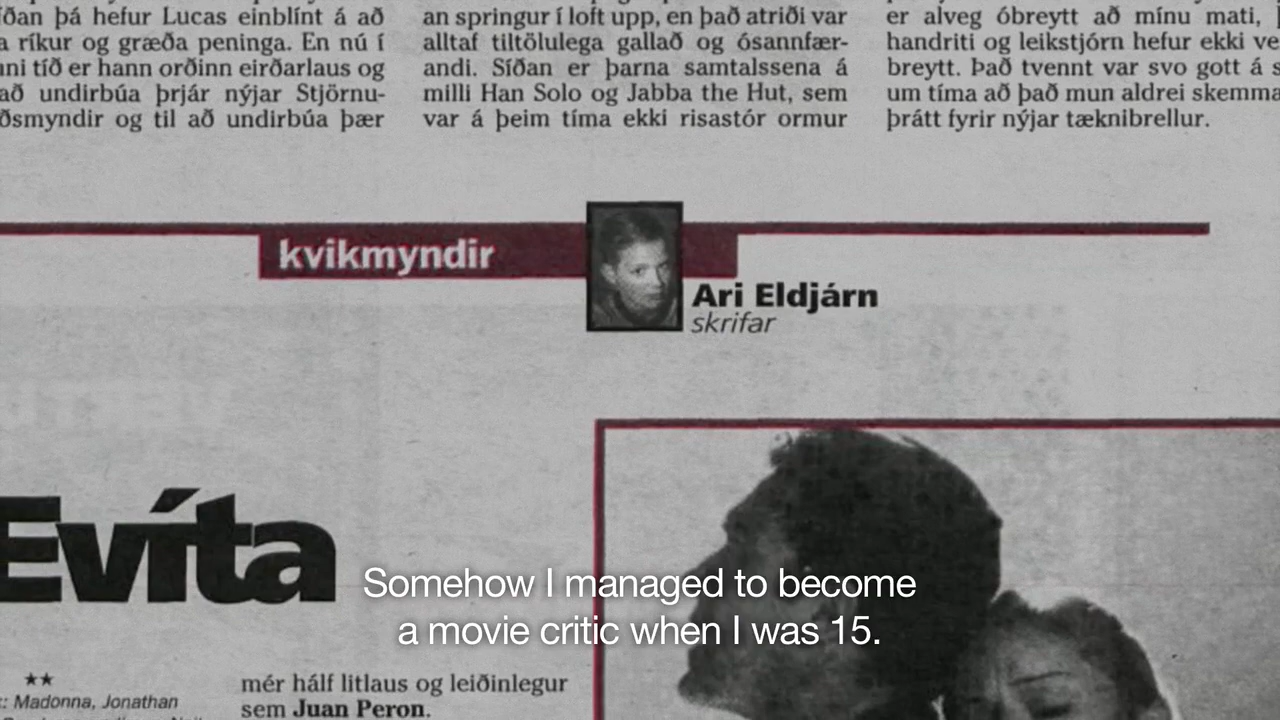 íðan þá hefur Lucas einblínt á að
a ríkur og græða peninga. En nú í
ni tíð er hann orðinn eirðarlaus og
að undirbúa þrjár nýjar Stjörnu-
ðsmyndir og til að undirbúa þær
an springur í loft upp, en það atriði var
alltaf tiltölulega gallað og ósannfær-
andi. Síðan er þarna samtalssena á
milli Han Solo og Jabba the Hut, sem
var á þeim tíma ekki risastór ormur
er alveg óbreytt að mínu mati,
handriti og leikstjórn hefur ekki ve
breytt. Það tvennt var svo gott á s
um tíma að það mun aldrei skemma
þrátt fyrir nýjar tæknibrellur.
kvikmyndir
Ari Eldjárn
skrifar
Evíta
★★
: Madonna, Jonathan
mér hálf litlaus og leiðinlegur
sem Juan Peron.
Somehow I managed to become
a movie critic when I was 15.